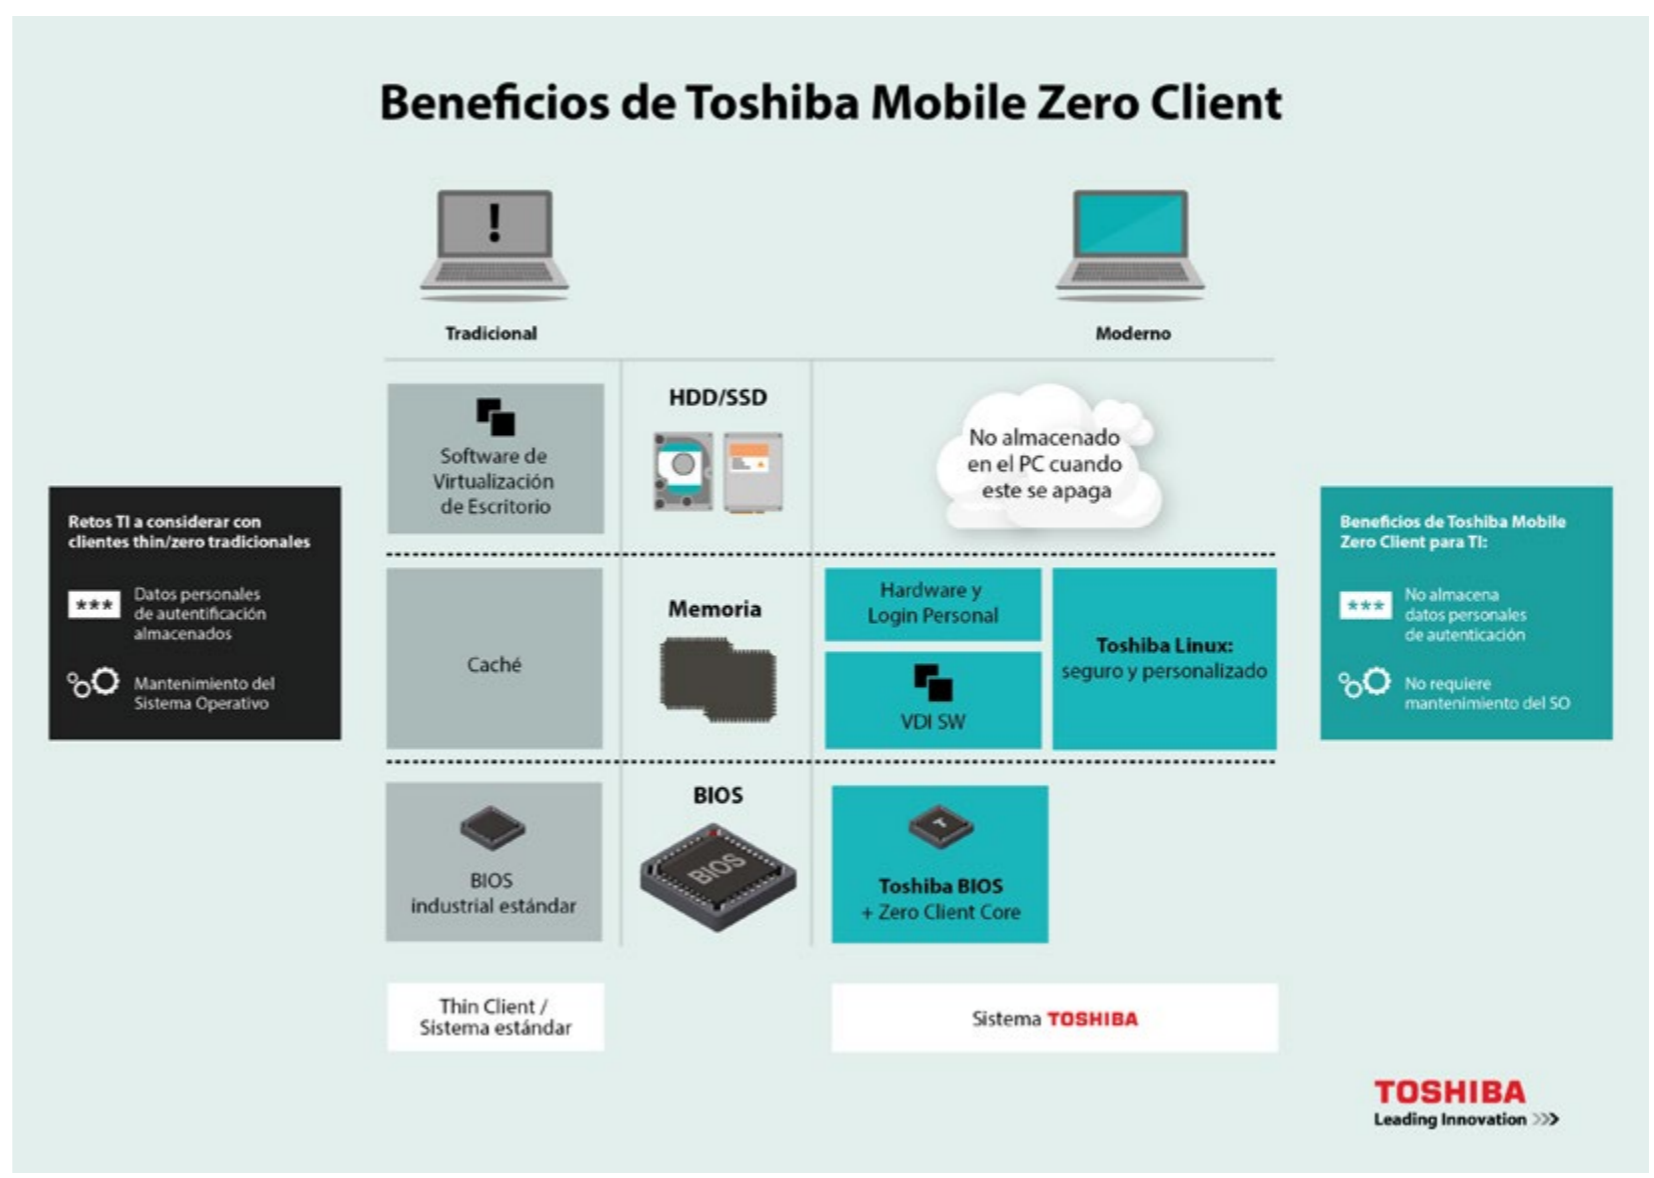 Beneficios de Toshiba Mobile Zero Client
!
Tradicional
Moderno
Software de
Virtualización
de Escritorio
HDD/SSD
No almacenado
en el PC cuando
este se apaga
Retos TI a considerar con
clientes thin/zero tradicionales
***
Datos personales
de autentificación
almacenados
Mantenimiento del
Sistema Operativo
Caché
Memoria
Hardware y
Login Personal
VDI SW
Toshiba Linux:
seguro y personalizado
Beneficios de Toshiba Mobile
Zero Client para TI:
***
No almacena
datos personales
de autenticación
No requiere
mantenimiento del SO
BIOS
industrial estándar
BIOS
BIOS
T
Toshiba BIOS
+ Zero Client Core
Thin Client /
Sistema estándar
Sistema TOSHIBA
TOSHIBA
Leading Innovation >>>